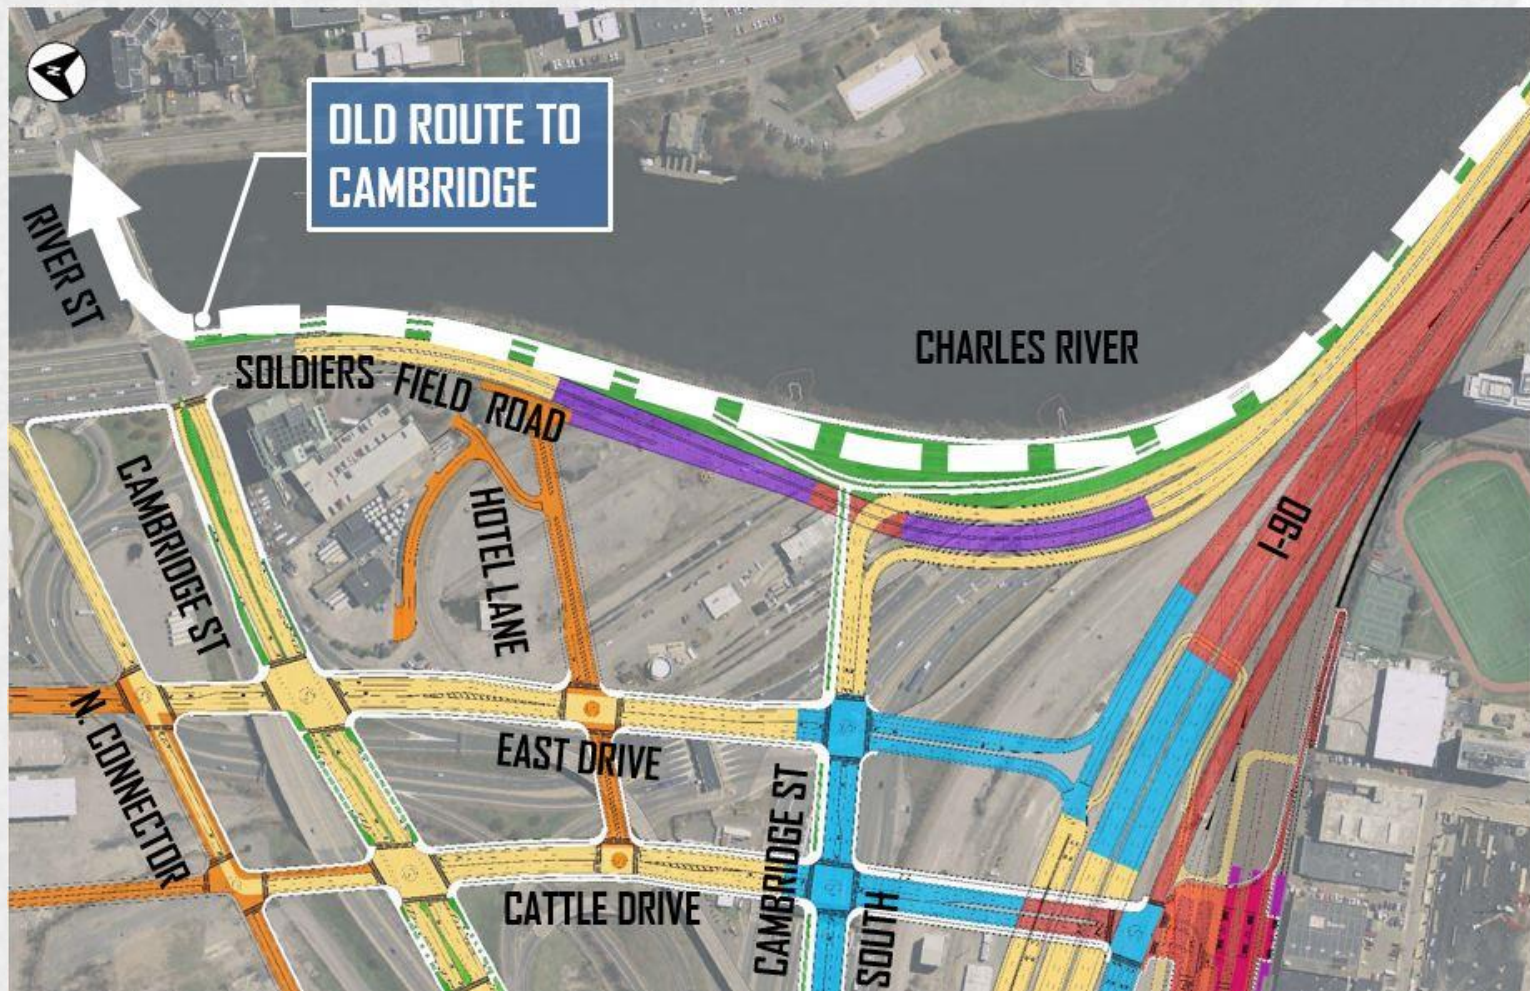 N
OLD ROUTE TO
CAMBRIDGE
RIVER ST
CHARLES RIVER
SOLDIERS FIELD ROAD
CAMBRIDGE ST
HOTEL LANE
I-90
N. CONNECTOR
EAST DRIVE
CAMBRIDGE ST
SOUTH
CATTLE DRIVE